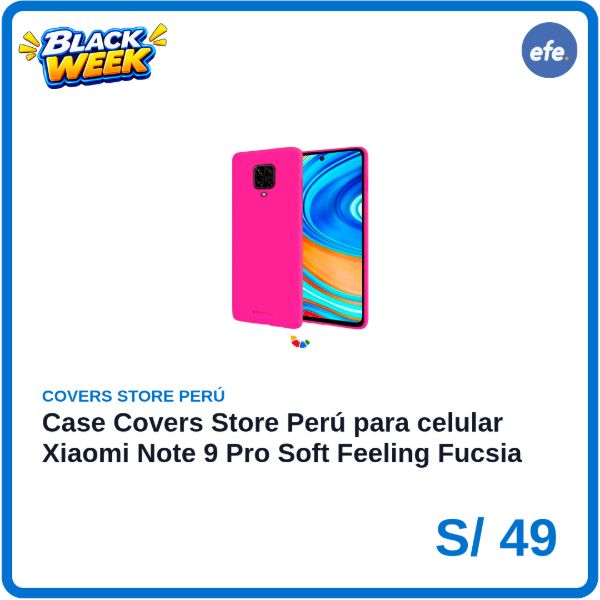 BLACK
WEEK
efe.
COVERS STORE PERÚ
Case Covers Store Perú para celular
Xiaomi Note 9 Pro Soft Feeling Fucsia
S/ 49